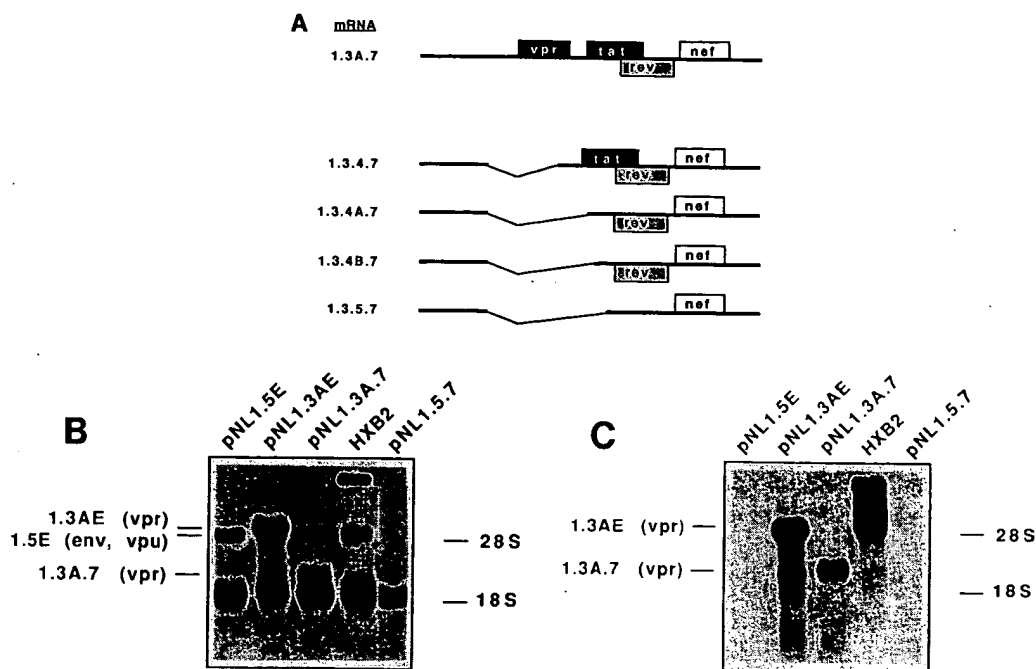 A
mRNA
1.3A.7
vpr tat nef
rev
1.3.4.7
tat nef
rev
1.3.4A.7
nef
rev
1.3.4B.7
nef
rev
1.3.5.7
nef
B
pNL1.5E
pNL1.3AE
pNL1.3A.7
HXB2
pNL1.5.7
1.3AE (vpr)
1.5E (env, vpu)
1.3A.7 (vpr)
28S
18S
C
pNL1.5E
pNL1.3AE
pNL1.3A.7
HXB2
pNL1.5.7
1.3AE (vpr)
1.3A.7 (vpr)
28S
18S